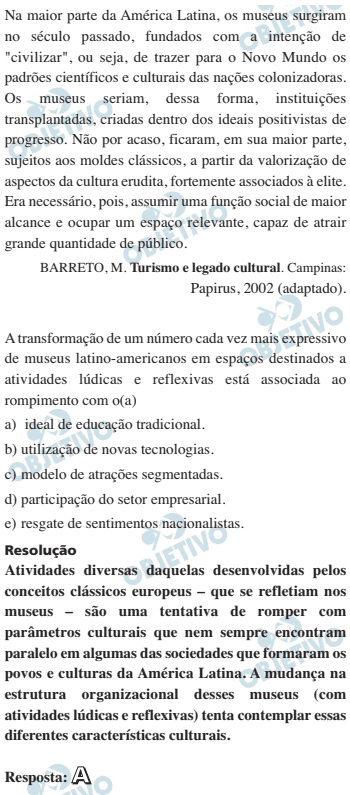 Na maior parte da América Latina, os museus surgiram
no século passado, fundados com a intenção de
"civilizar", ou seja, de trazer para o Novo Mundo os
padrões científicos e culturais das nações colonizadoras.
Os museus seriam, dessa forma, instituições
transplantadas, criadas dentro dos ideais positivistas de
progresso. Não por acaso, ficaram, em sua maior parte,
sujeitos aos moldes clássicos, a partir da valorização de
aspectos da cultura erudita, fortemente associados à elite.
Era necessário, pois, assumir uma função social de maior
alcance e ocupar um espaço relevante, capaz de atrair
grande quantidade de público.
BARRETO, M. Turismo e legado cultural. Campinas:
Papirus, 2002 (adaptado).
A transformação de um número cada vez mais expressivo
de museus latino-americanos em espaços destinados a
atividades lúdicas e reflexivas está associada ao
rompimento com o(a)
a) ideal de educação tradicional.
b) utilização de novas tecnologias.
c) modelo de atrações segmentadas.
d) participação do setor empresarial.
e) resgate de sentimentos nacionalistas.
Resolução
Atividades diversas daquelas desenvolvidas pelos
conceitos clássicos europeus – que se refletiam nos
museus – são uma tentativa de romper com
parâmetros culturais que nem sempre encontram
paralelo em algumas das sociedades que formaram os
povos e culturas da América Latina. A mudança na
estrutura organizacional desses museus (com
atividades lúdicas e reflexivas) tenta contemplar essas
diferentes características culturais.
Resposta: A
OBJETIVO
OBJETIVO
OBJETIVO
OBJETIVO
OBJETIVO
OBJETIVO
OBJETIVO
OBJETIVO